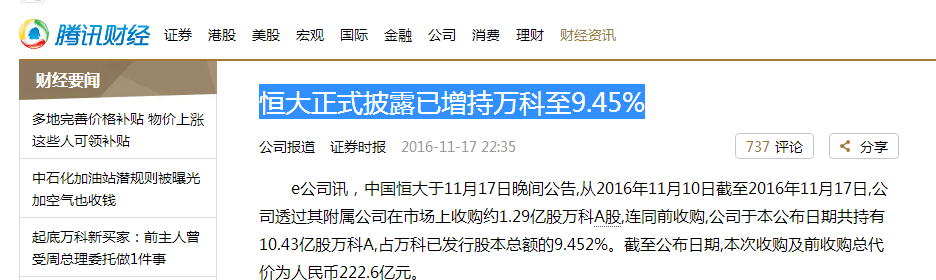 腾讯财经 证券 港股 美股 宏观 国际 金融 公司 消费 理财 财经资讯
财经要闻
多地完善价格补贴 物价上涨
这些人可领补贴
中石化加油站潜规则被曝光
加空气也收钱
起底万科新买家：前主人曾
受周总理委托做1件事
恒大正式披露已增持万科至9.45%
公司报道 证券时报 2016-11-17 22:35 737 评论 分享
e公司讯，中国恒大于11月17日晚间公告,从2016年11月10日截至2016年11月17日,公
司透过其附属公司在市场上收购约1.29亿股万科A股,连同前收购,公司于本公布日期共持有
10.43亿股万科A,占万科已发行股本总额的9.452%。截至公布日期,本次收购及前收购总代
价为人民币222.6亿元。